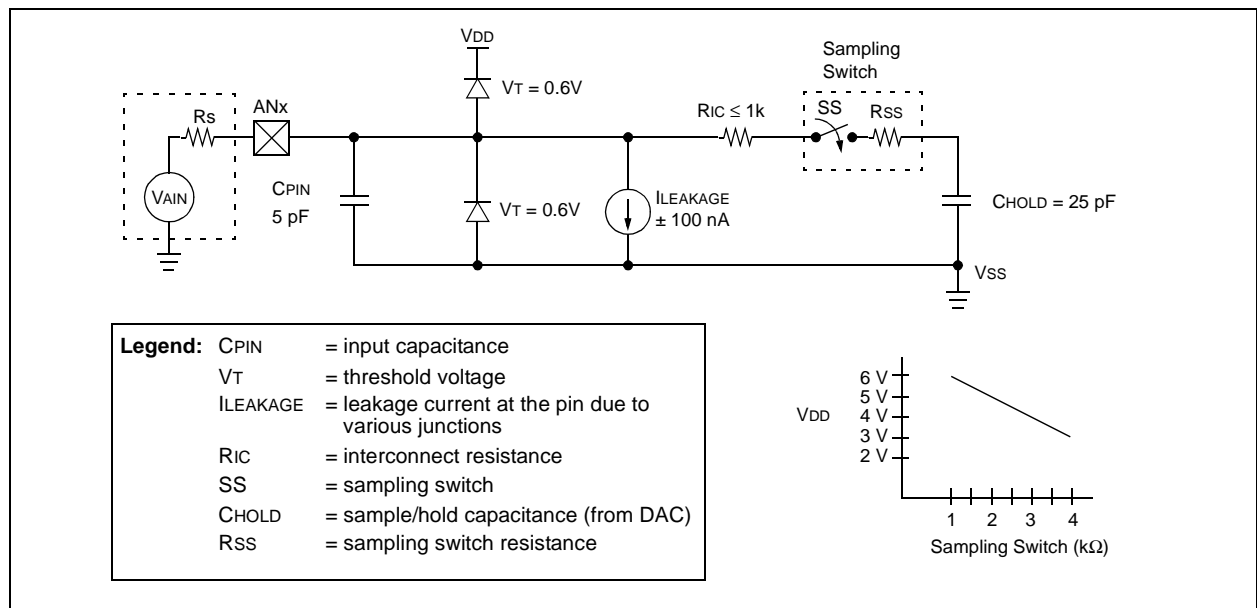 VDD
Sampling
Switch
VT = 0.6V
Rs
ANx
RIC ≤ 1k
SS
RSS
VAIN
CPIN
5 pF
VT = 0.6V
ILEAKAGE
± 100 nA
CHOLD = 25 pF
VSS
Legend: CPIN = input capacitance
VT = threshold voltage
ILEAKAGE = leakage current at the pin due to
various junctions
RIC = interconnect resistance
SS = sampling switch
CHOLD = sample/hold capacitance (from DAC)
RSS = sampling switch resistance
VDD
6 V
5 V
4 V
3 V
2 V
1 2 3 4
Sampling Switch (kΩ)